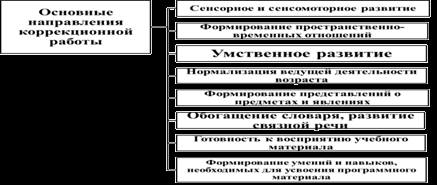 Основные
направления
коррекционной
работы
Сенсорное и сенсомоторное развитие
Формирование пространственно-
временных отношений
Умственное развитие
Нормализация ведущей деятельности
возраста
Формирование представлений о
предметах и явлениях
Обогащение словаря, развитие
связной речи
Готовность к восприятию учебного
материала
Формирование умений и навыков,
необходимых для усвоения программного
материала